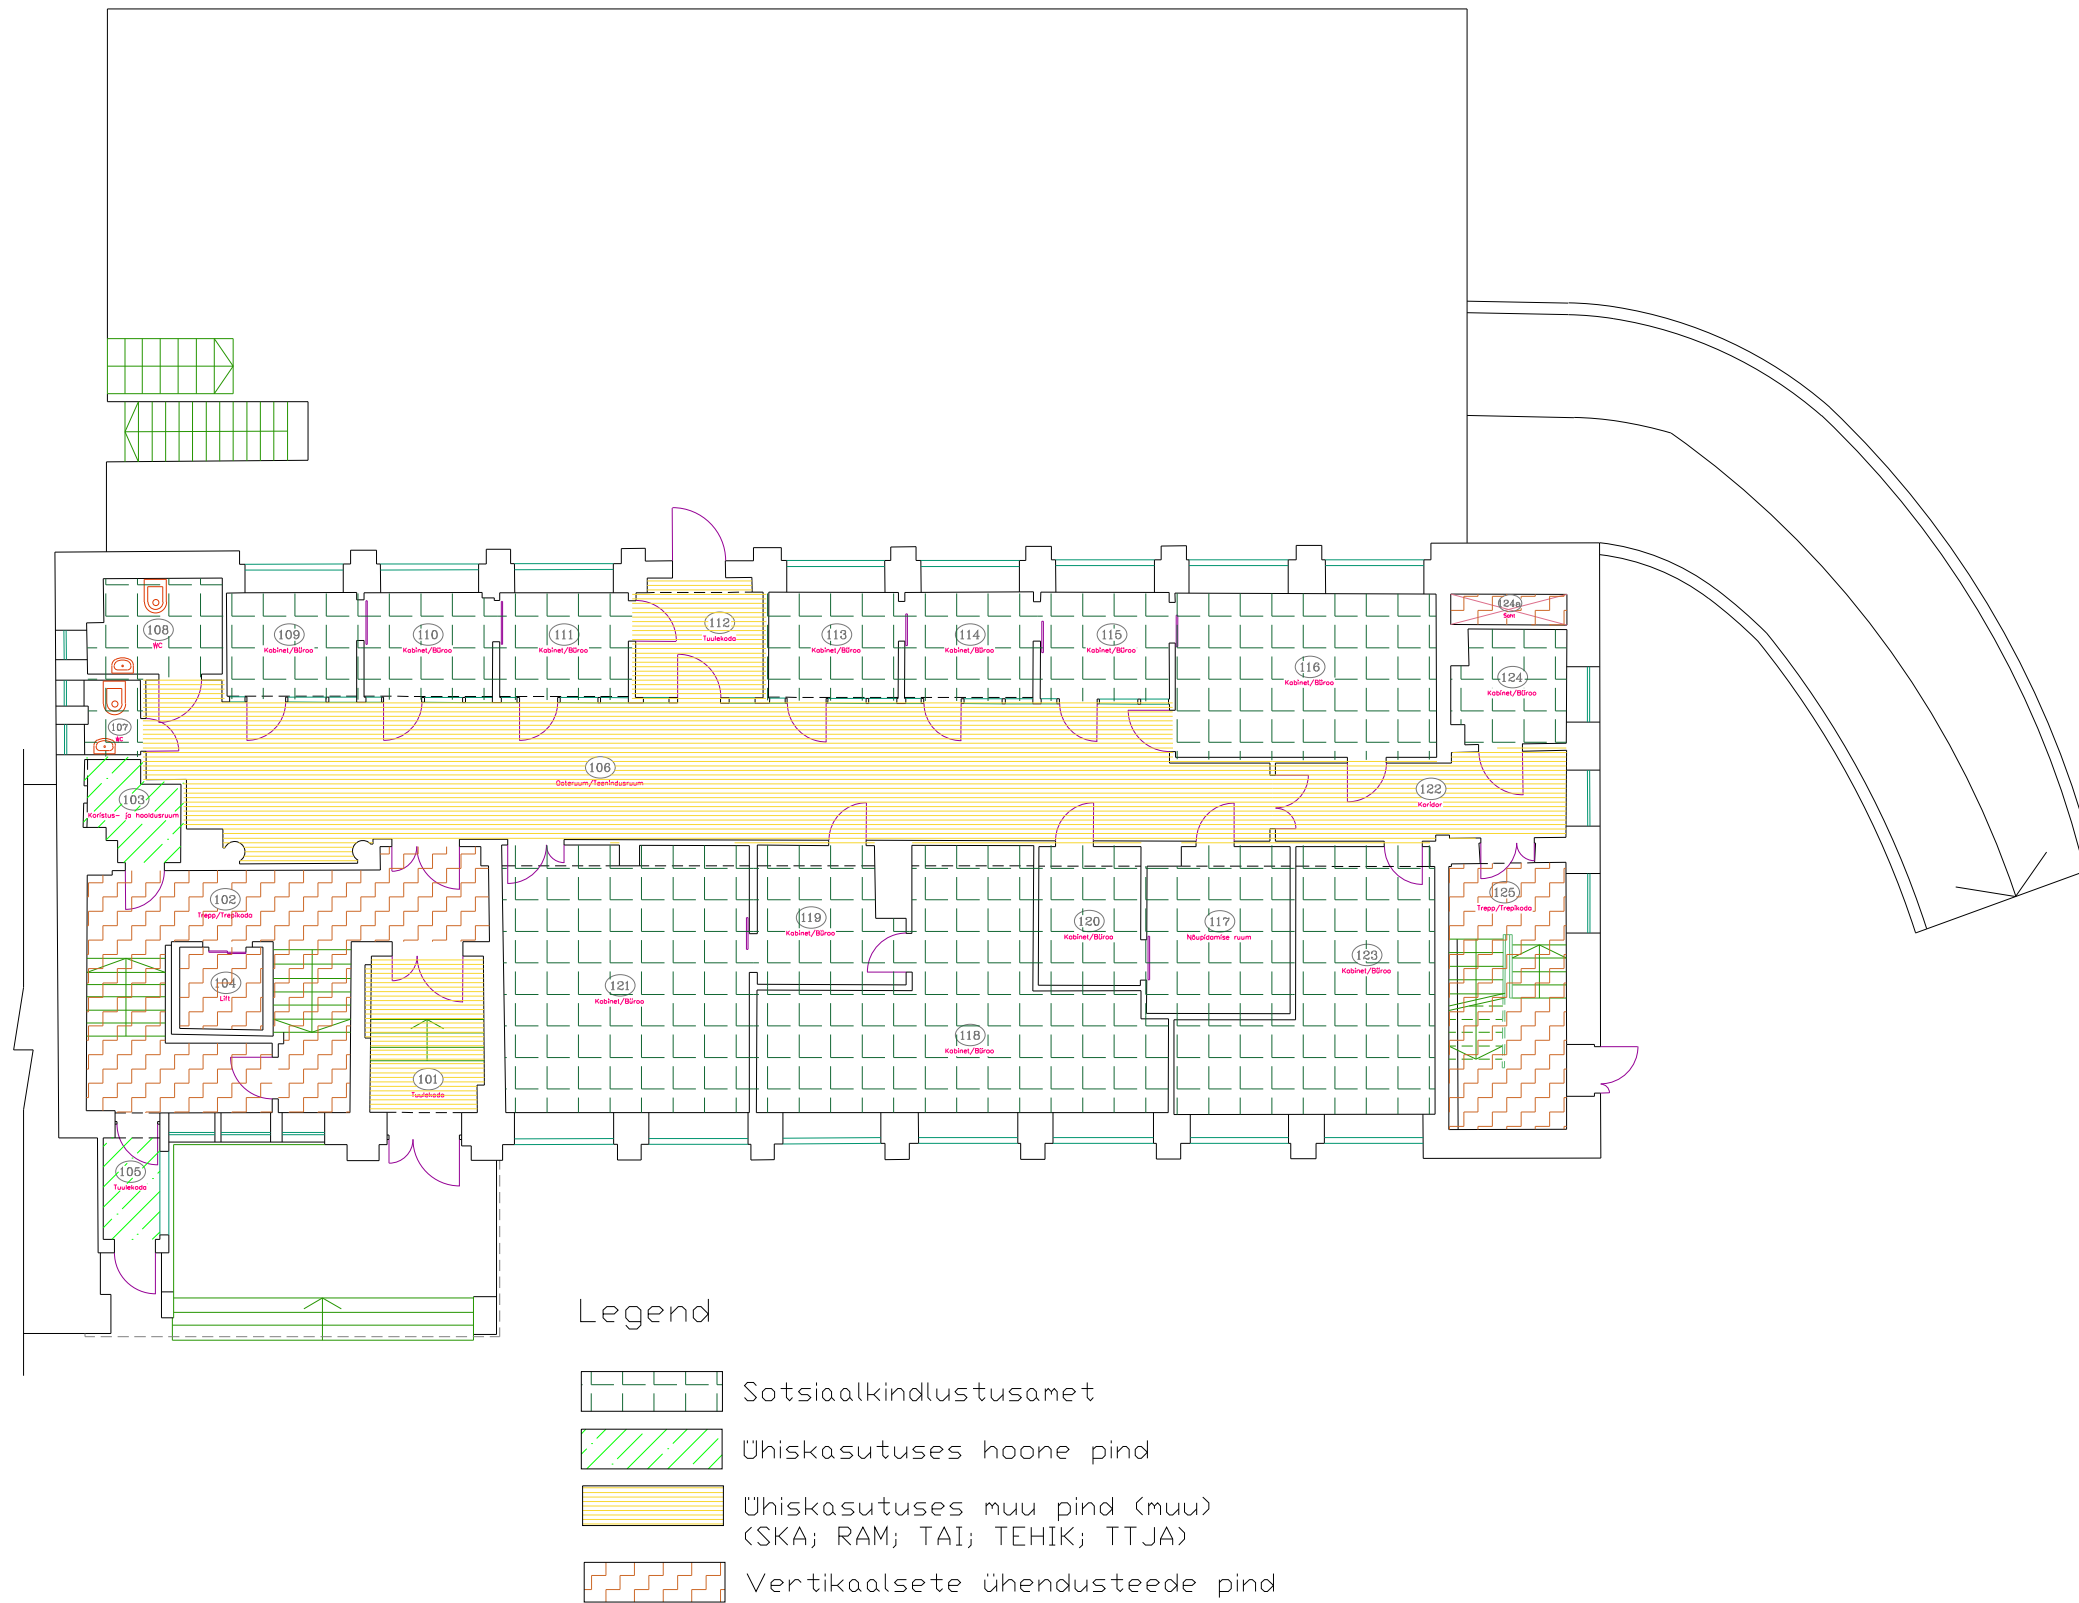 124a
Šaht
112
Tuulekoda
108
WC
109
Kabinet/Büroo
110
Kabinet/Büroo
111
Kabinet/Büroo
113
Kabinet/Büroo
114
Kabinet/Büroo
115
Kabinet/Büroo
116
Kabinet/Büroo
124
Kabinet/Büroo
107
WC
106
Ooteruum/Teenindusruum
122
Koridor
103
Koristus- ja hooldusruum
102
Trepp/Trepikoda
125
Trepp/Trepikoda
119
Kabinet/Büroo
120
Kabinet/Büroo
117
Nõupidamise ruum
123
Kabinet/Büroo
104
Lift
121
Kabinet/Büroo
118
Kabinet/Büroo
101
Tuulekoda
105
Tuulekoda
Legend
Sotsiaalkindlustusamet
Ühiskasutuses hoone pind
Ühiskasutuses muu pind (muu)
(SKA; RAM; TAI; TEHIK; TTJA)
Vertikaalsete ühendusteede pind